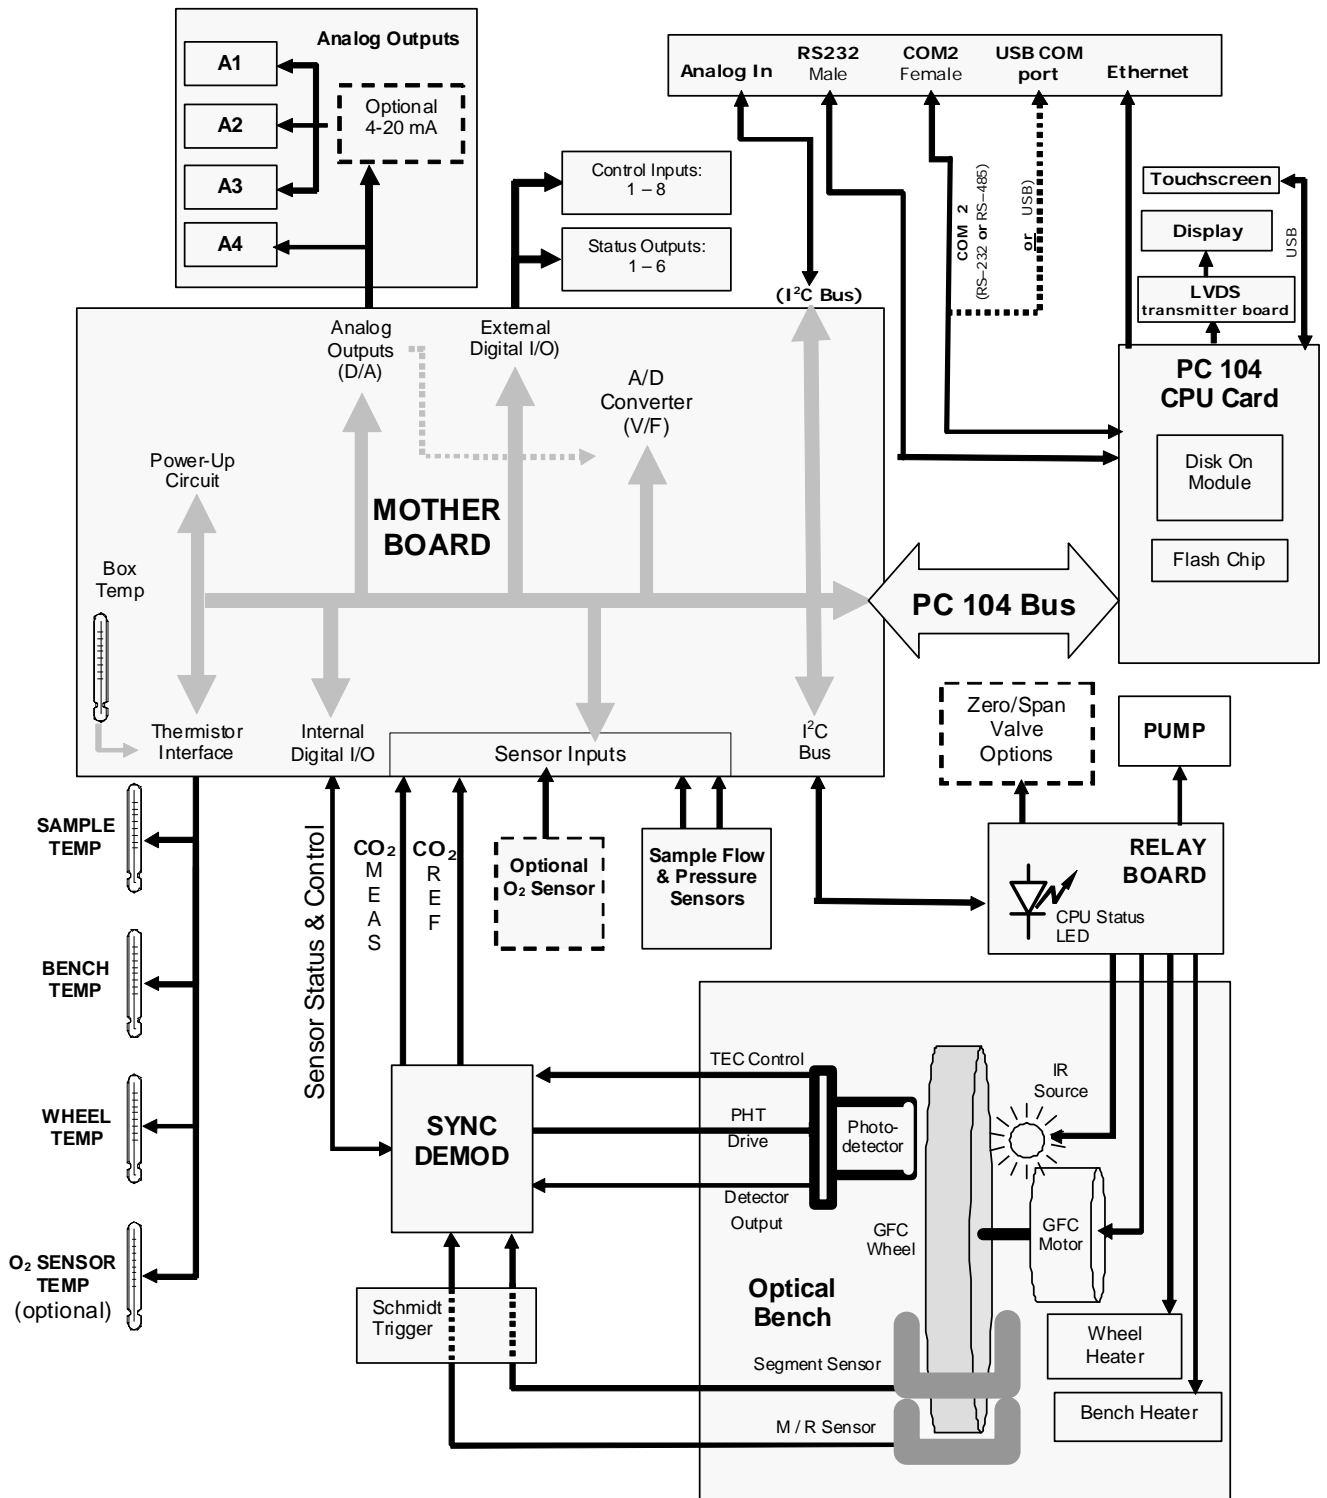 Analog Outputs
A1
A2
A3
A4
Optional
4-20 mA
Analog In
RS232
Male
COM2
Female
USB COM
port
Ethernet
Control Inputs:
1 – 8
Status Outputs:
1 – 6
COM 2
(RS–232 or RS–485)
or USB)
Touchscreen
USB
Display
LVDS
transmitter board
(I²C Bus)
Analog
Outputs
(D/A)
External
Digital I/O)
A/D
Converter
(V/F)
Power-Up
Circuit
MOTHER
BOARD
Box
Temp
PC 104
CPU Card
Disk On
Module
Flash Chip
PC 104 Bus
Thermistor
Interface
Internal
Digital I/O
Sensor Inputs
I²C
Bus
Zero/Span
Valve
Options
PUMP
SAMPLE
TEMP
BENCH
TEMP
WHEEL
TEMP
O₂ SENSOR
TEMP
(optional)
Sensor Status & Control
CO₂
MEAS
CO₂
REF
Optional
O₂ Sensor
Sample Flow
& Pressure
Sensors
RELAY
BOARD
CPU Status
LED
SYNC
DEMOD
TEC Control
PHT
Drive
Detector
Output
Photo-
detector
IR
Source
GFC
Wheel
GFC
Motor
Optical
Bench
Schmidt
Trigger
Segment Sensor
M / R Sensor
Wheel
Heater
Bench Heater